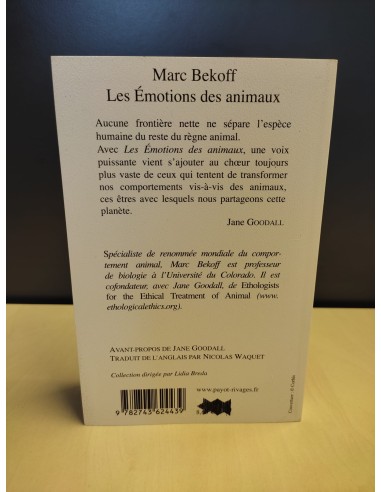 Marc Bekoff
Les Émotions des animaux
Aucune frontière nette ne sépare l'espèce
humaine du reste du règne animal.
Avec Les Émotions des animaux, une voix
puissante vient s'ajouter au chœur toujours
plus vaste de ceux qui tentent de transformer
nos comportements vis-à-vis des animaux,
ces êtres avec lesquels nous partageons cette
planète.
Jane GOODALL
Spécialiste de renommée mondiale du compor-
tement animal, Marc Bekoff est professeur
de biologie à l'Université du Colorado. Il est
cofondateur, avec Jane Goodall, de Ethologists
for the Ethical Treatment of Animal (www.
ethologicalethics.org).
AVANT-PROPOS DE JANE GOODALL
TRADUIT DE L'ANGLAIS PAR NICOLAS WAQUET
Collection dirigée par Lidia Breda
www.payot-rivages.fr
9 782743 624439